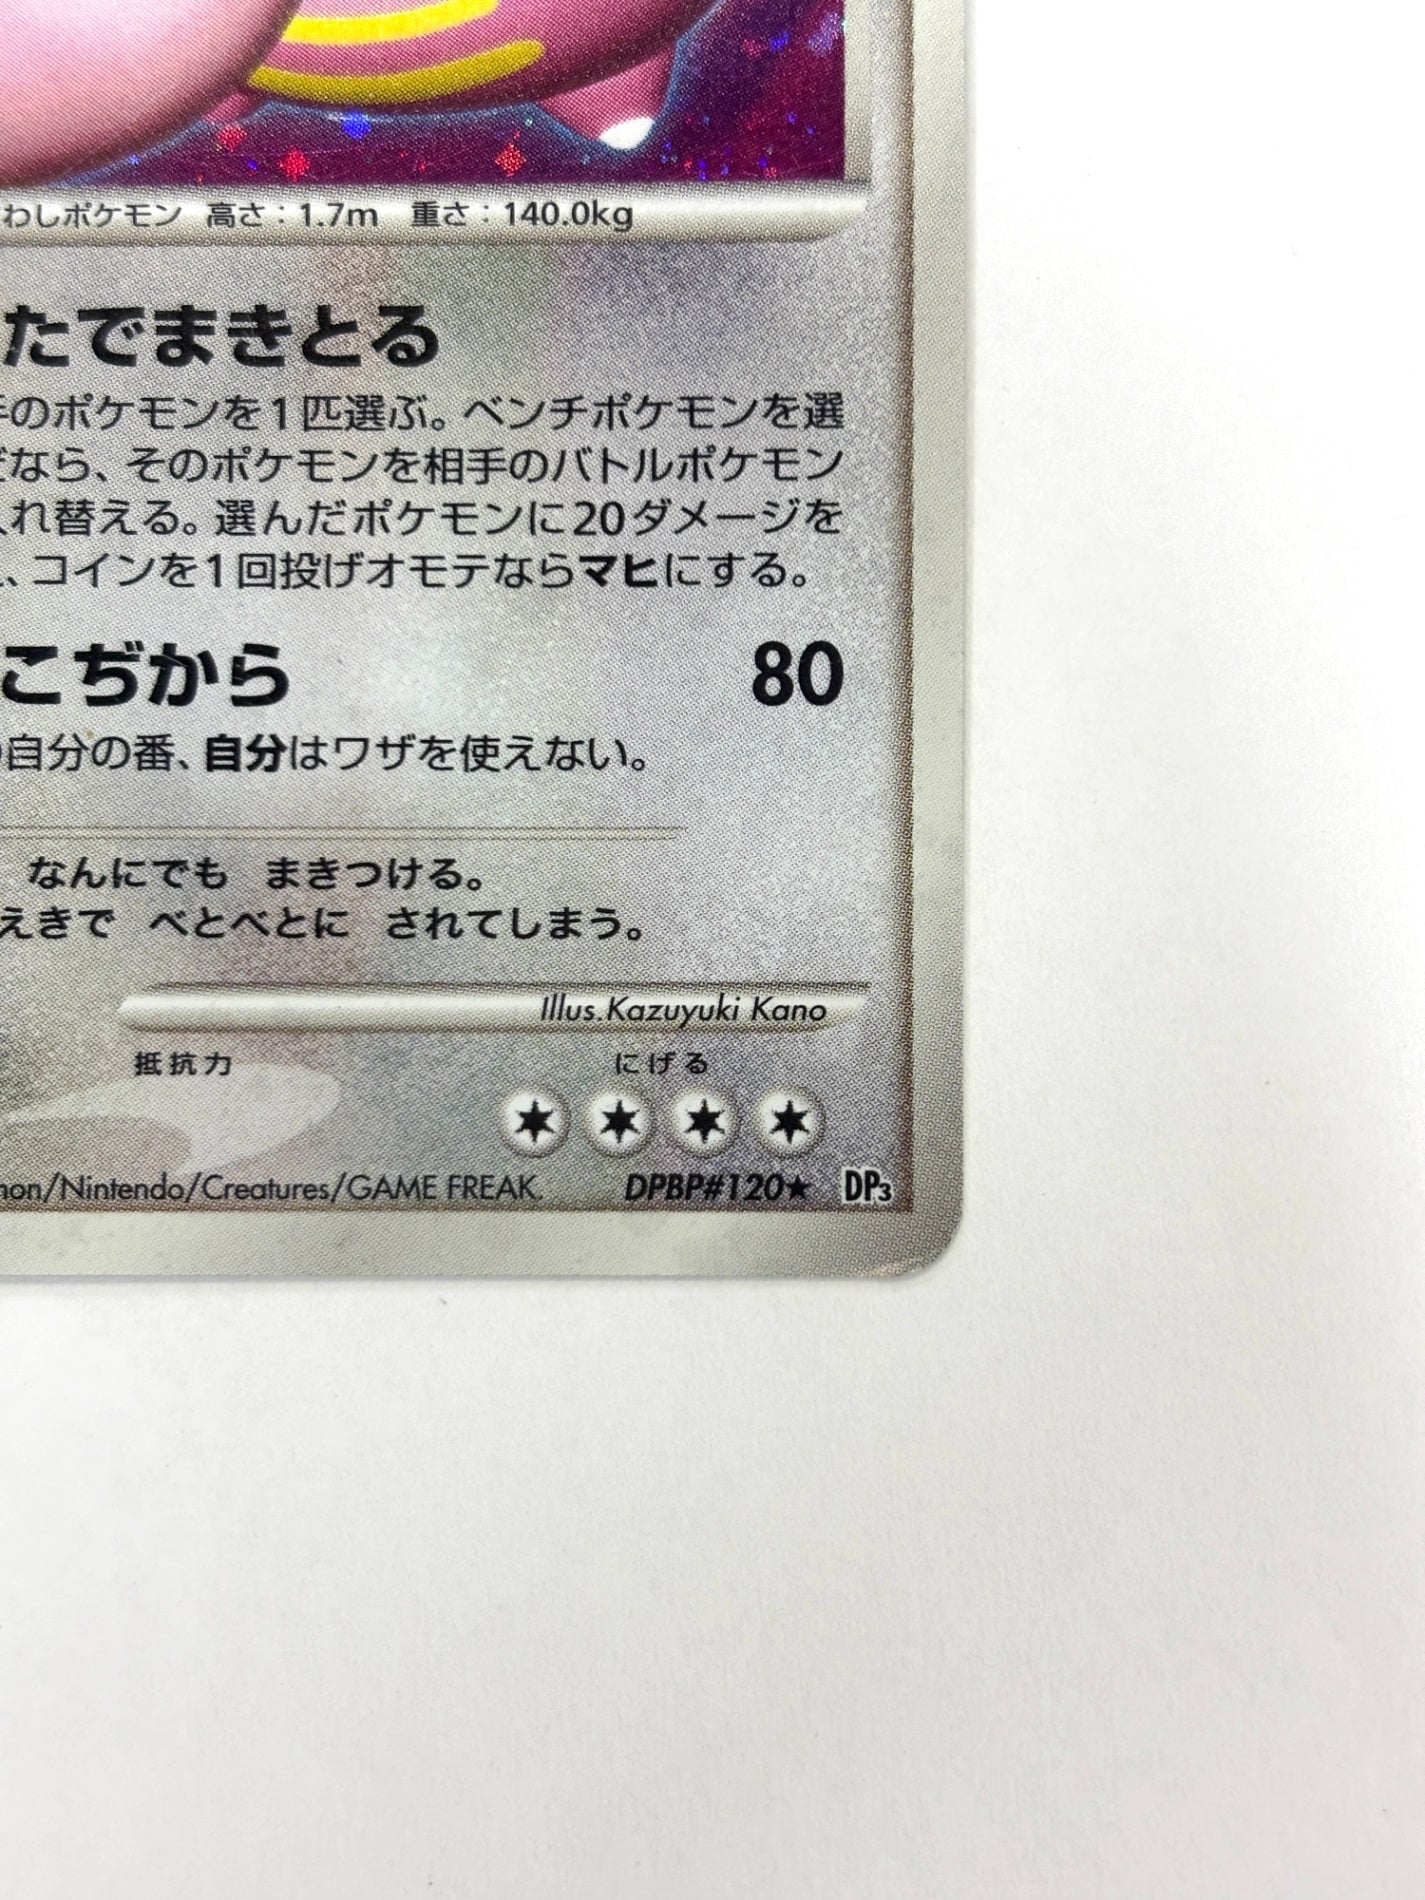 わしポケモン 高さ：1.7m 重さ：140.0kg
たでまきとる
のポケモンを1匹選ぶ。ベンチポケモンを選
なら、そのポケモンを相手のバトルポケモン
れ替える。選んだポケモンに20ダメージを
、コインを1回投げオモテならマヒにする。
こぢから 80
の自分の番、自分はワザを使えない。
なんにでも まきつける。
えきで べとべとに されてしまう。
Illus.Kazuyuki Kano
抵抗力 にげる
mon/Nintendo/Creatures/GAME FREAK. DPBP#120★ DP3